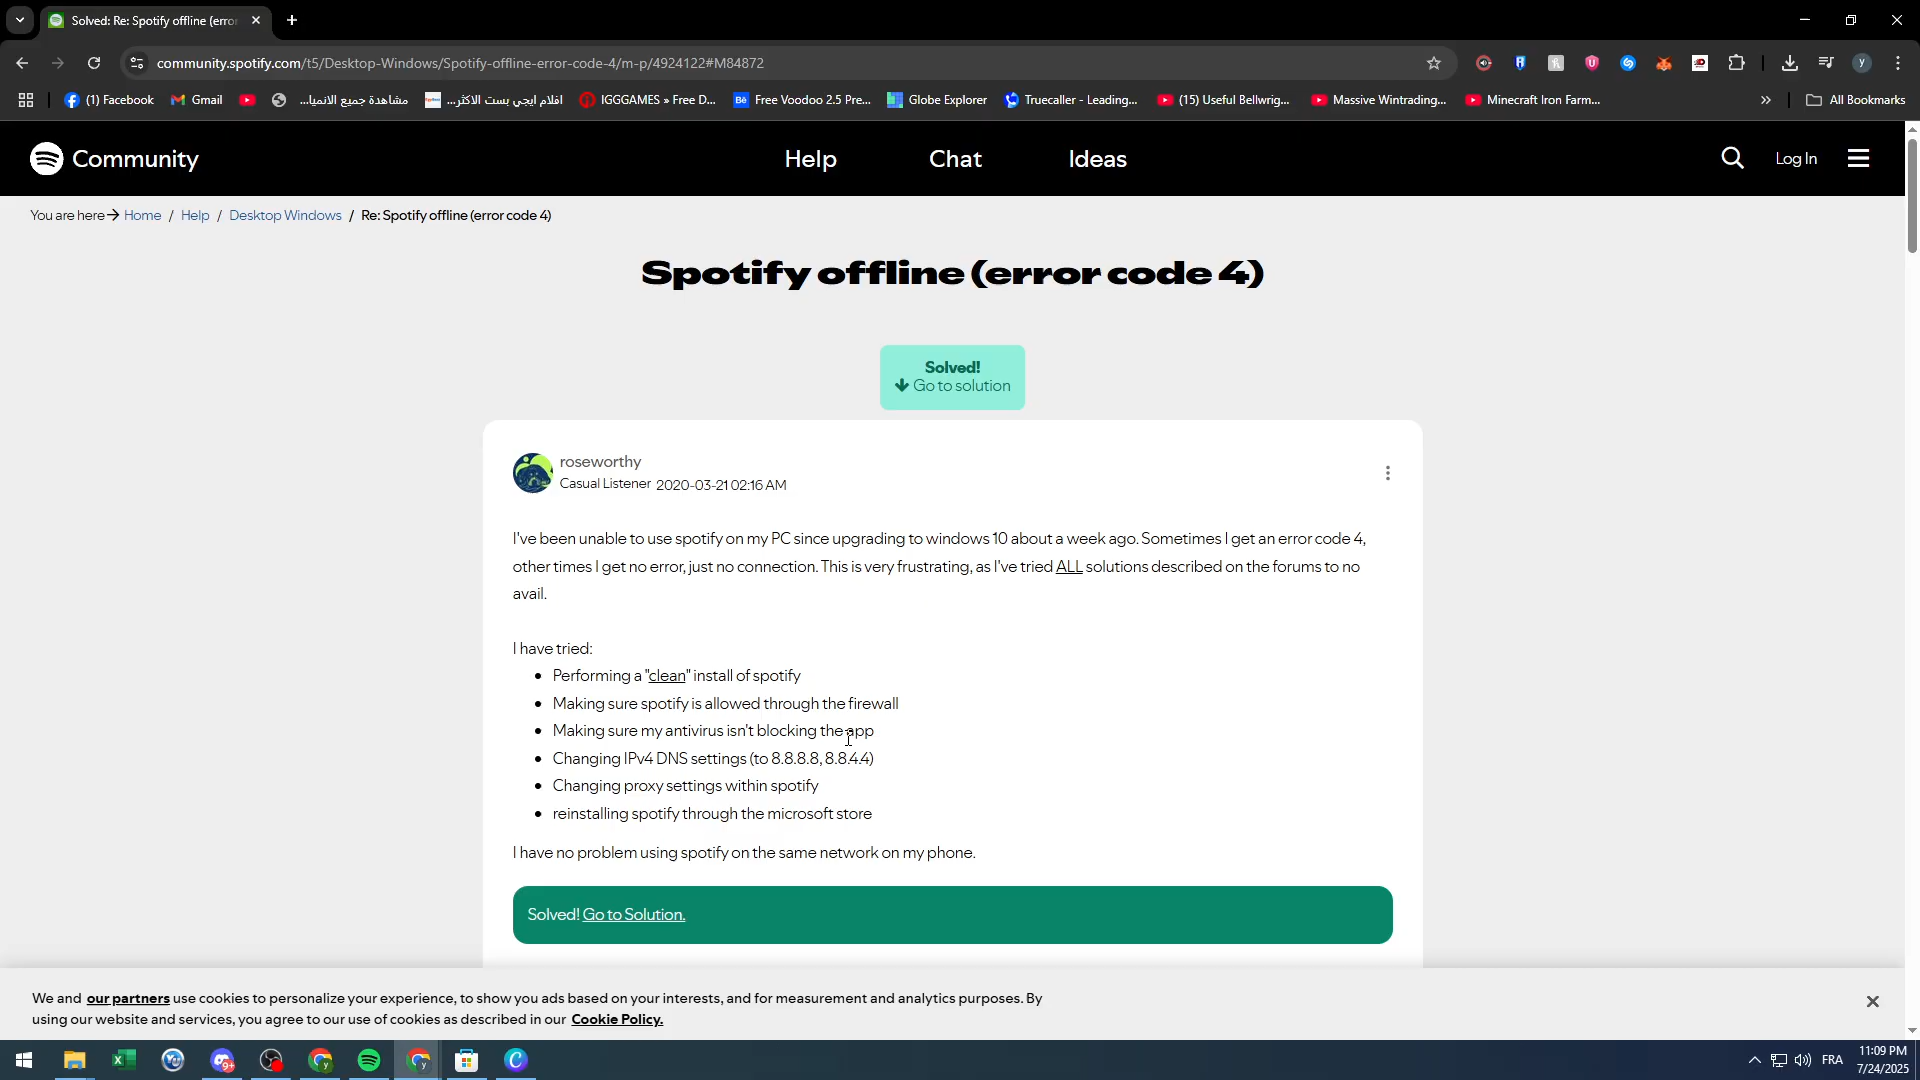 Solved: Re: Spotify offline (erro
community.spotify.com/t5/Desktop-Windows/Spotify-offline-error-code-4/m-p/4924122#M84872
(1) Facebook
Gmail
مشاهدة جميع الانميا...
افلام ايجي بست الاكثر...
IGGGAMES » Free D...
Free Voodoo 2.5 Pre...
Globe Explorer
Truecaller - Leading...
(15) Useful Bellwrig...
Massive Wintrading...
Minecraft Iron Farm...
All Bookmarks
Community
Help
Chat
Ideas
Log In
You are here Home / Help / Desktop Windows / Re: Spotify offline (error code 4)
Spotify offline (error code 4)
Solved!
Go to solution
roseworthy
Casual Listener 2020-03-21 02:16 AM
I've been unable to use spotify on my PC since upgrading to windows 10 about a week ago. Sometimes I get an error code 4,
other times I get no error, just no connection. This is very frustrating, as I've tried ALL solutions described on the forums to no
avail.
I have tried:
• Performing a "clean" install of spotify
• Making sure spotify is allowed through the firewall
• Making sure my antivirus isn't blocking the app
• Changing IPv4 DNS settings (to 8.8.8.8, 8.8.4.4)
• Changing proxy settings within spotify
• reinstalling spotify through the microsoft store
I have no problem using spotify on the same network on my phone.
Solved! Go to Solution.
We and our partners use cookies to personalize your experience, to show you ads based on your interests, and for measurement and analytics purposes. By
using our website and services, you agree to our use of cookies as described in our Cookie Policy.
9+
FRA
11:09 PM
7/24/2025